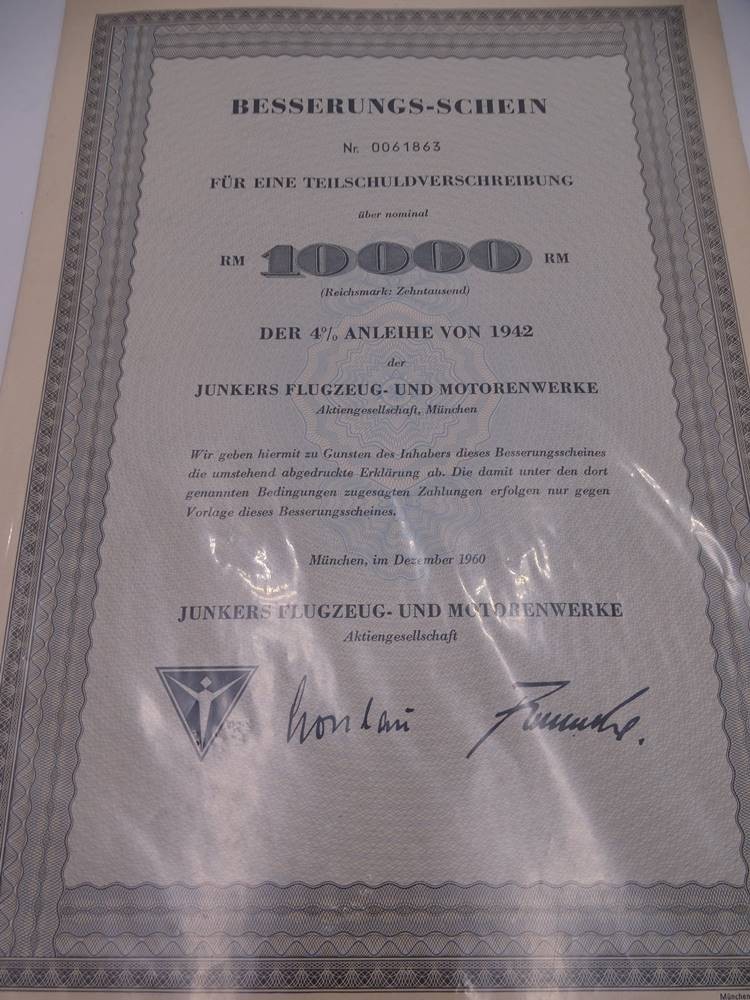 BESSERUNGS-SCHEIN
Nr. 0061863
FÜR EINE TEILSCHULDVERSCHREIBUNG
über nominal
RM 10000 RM
(Reichsmark: Zehntausend)
DER 4% ANLEIHE VON 1942
der
JUNKERS FLUGZEUG- UND MOTORENWERKE
Aktiengesellschaft, München
Wir geben hiermit zu Gunsten des Inhabers dieses Besserungsscheines
die umstehend abgedruckte Erklärung ab. Die damit unter den dort
genannten Bedingungen zugesagten Zahlungen erfolgen nur gegen
Vorlage dieses Besserungsscheines.
München, im Dezember 1960
JUNKERS FLUGZEUG- UND MOTORENWERKE
Aktiengesellschaft
München